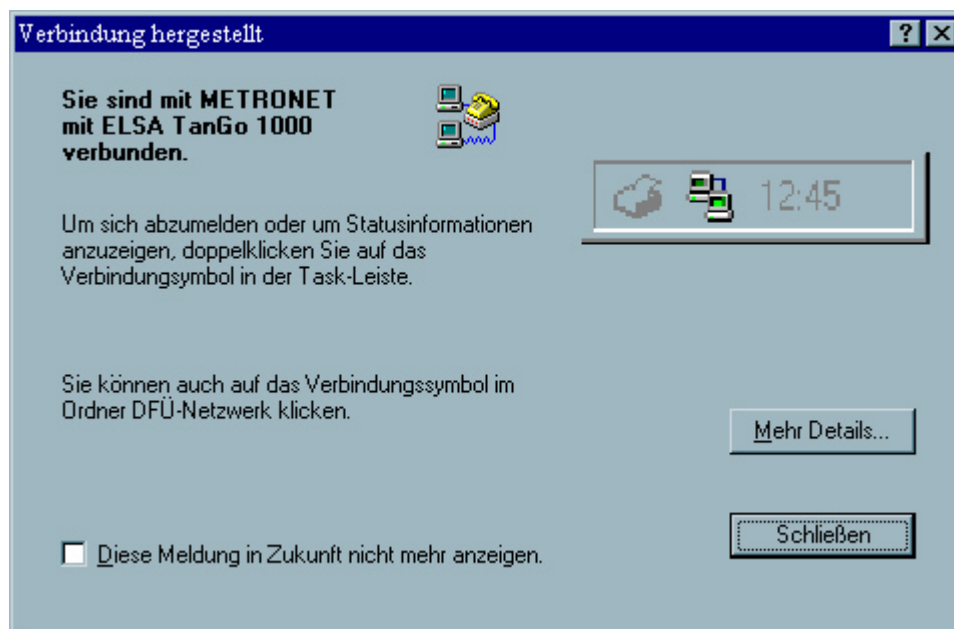 Verbindung hergestellt
Sie sind mit METRONET
mit ELSA TanGo 1000
verbunden.
12:45
Um sich abzumelden oder um Statusinformationen
anzuzeigen, doppelklicken Sie auf das
Verbindungsymbol in der Task-Leiste.
Sie können auch auf das Verbindungssymbol im
Ordner DFÜ-Netzwerk klicken.
Mehr Details...
Schließen
Diese Meldung in Zukunft nicht mehr anzeigen.